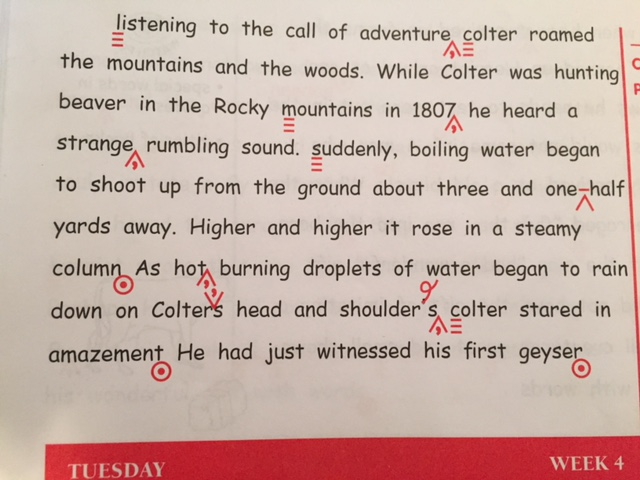 listening to the call of adventure, colter roamed
the mountains and the woods. While Colter was hunting
beaver in the Rocky mountains in 1807, he heard a
strange, rumbling sound. suddenly, boiling water began
to shoot up from the ground about three and one-half
yards away. Higher and higher it rose in a steamy
column. As hot, burning droplets of water began to rain
down on Colter's head and shoulder's, colter stared in
amazement. He had just witnessed his first geyser.
TUESDAY
WEEK 4